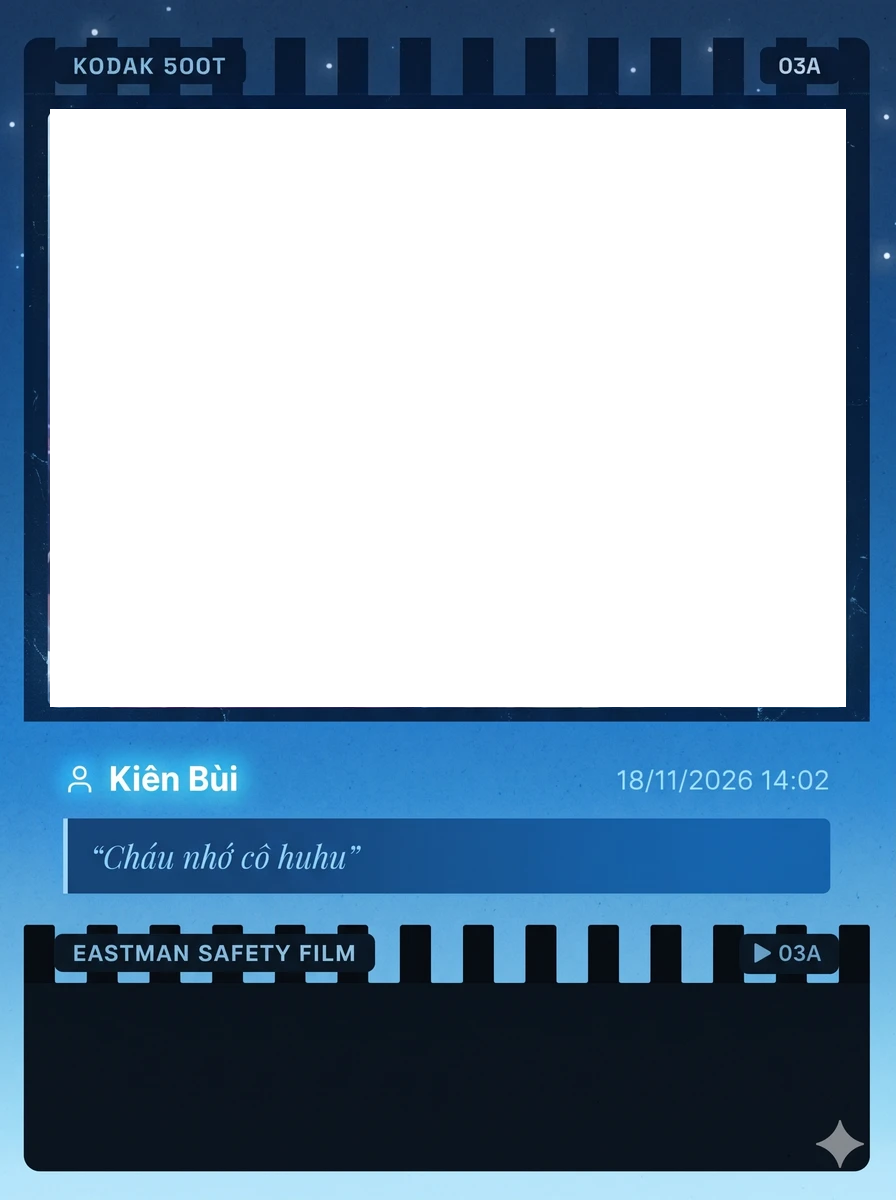 KODAK 500T
03A
Kiên Bùi
18/11/2026 14:02
“Cháu nhớ cô huhu”
EASTMAN SAFETY FILM
03A